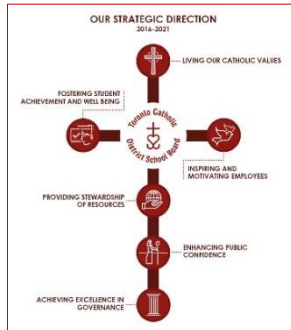 OUR STRATEGIC DIRECTION
2016-2021
LIVING OUR CATHOLIC VALUES
FOSTERING STUDENT
ACHIEVEMENT AND WELL BEING
Toronto Catholic
District School Board
INSPIRING AND
MOTIVATING EMPLOYEES
PROVIDING STEWARDSHIP
OF RESOURCES
ENHANCING PUBLIC
CONFIDENCE
ACHIEVING EXCELLENCE IN
GOVERNANCE